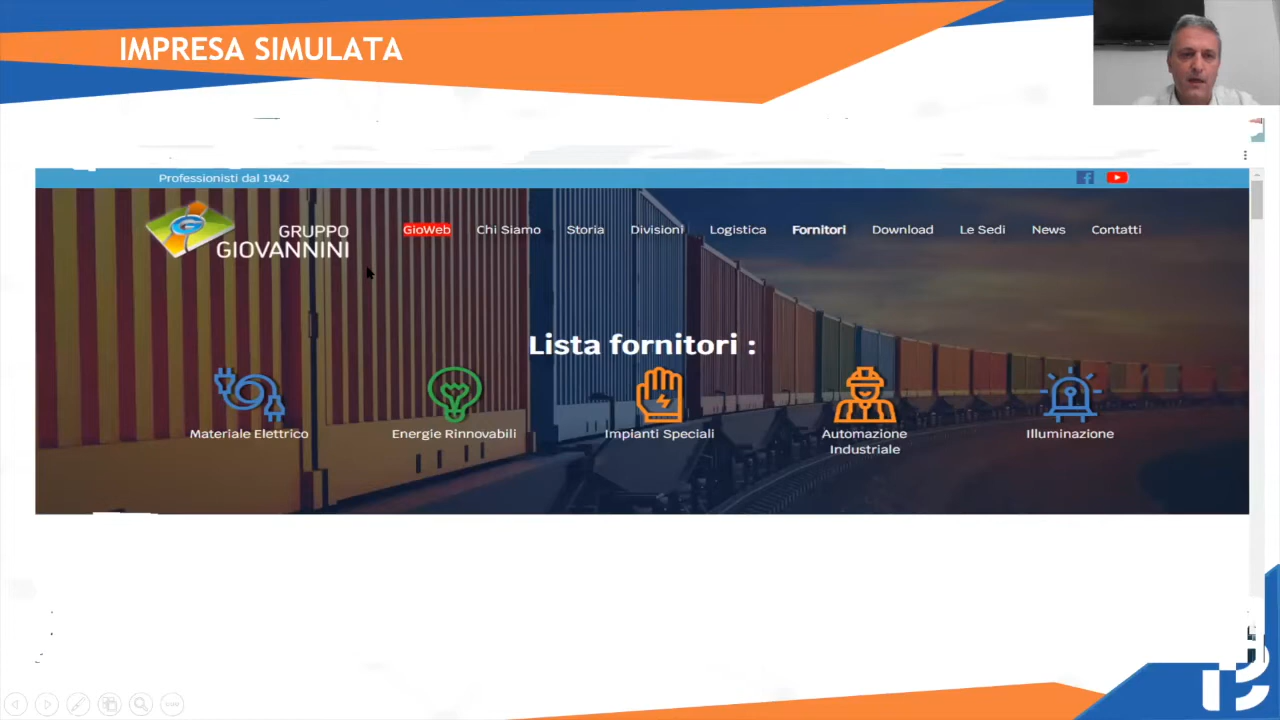 IMPRESA SIMULATA
Professionisti dal 1942
GRUPPO
GIOVANNINI
GioWeb Chi Siamo Storia Divisioni Logistica Fornitori Download Le Sedi News Contatti
Lista fornitori :
Materiale Elettrico
Energie Rinnovabili
Impianti Speciali
Automazione
Industriale
Illuminazione